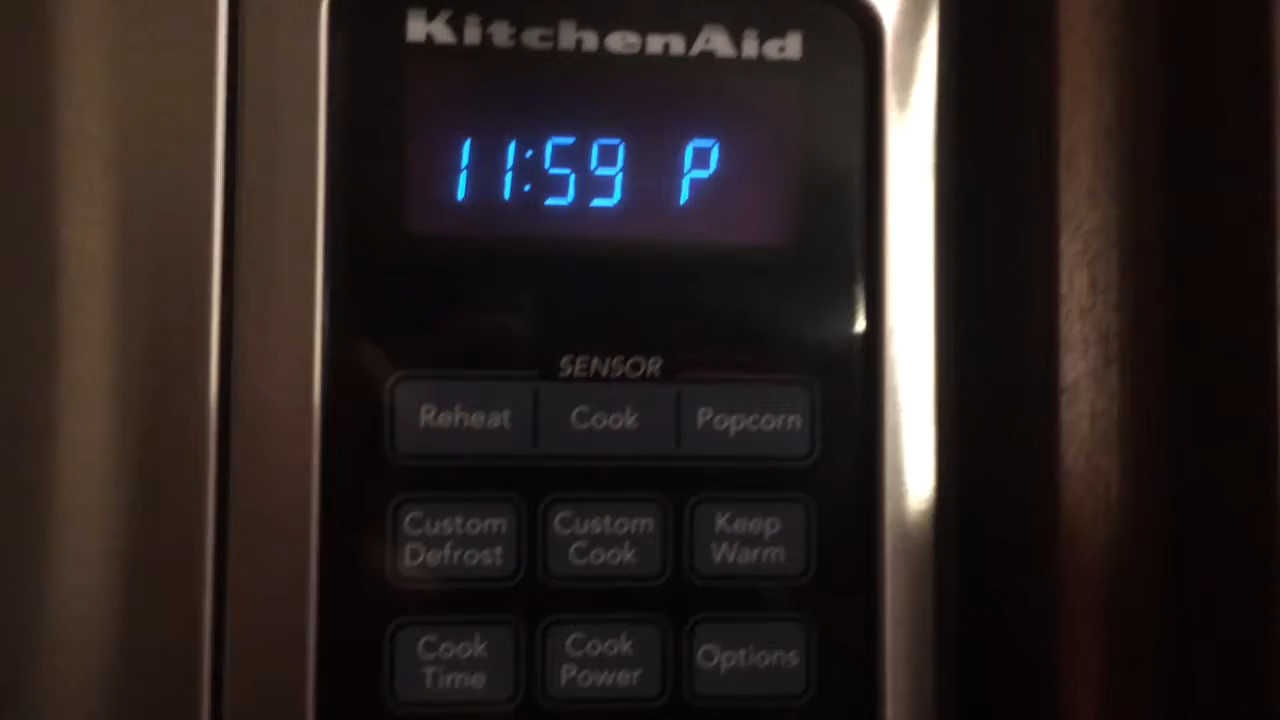 KitchenAid
11:59 P
SENSOR
Reheat Cook Popcorn
Custom Defrost
Custom Cook
Keep Warm
Cook Time
Cook Power
Options